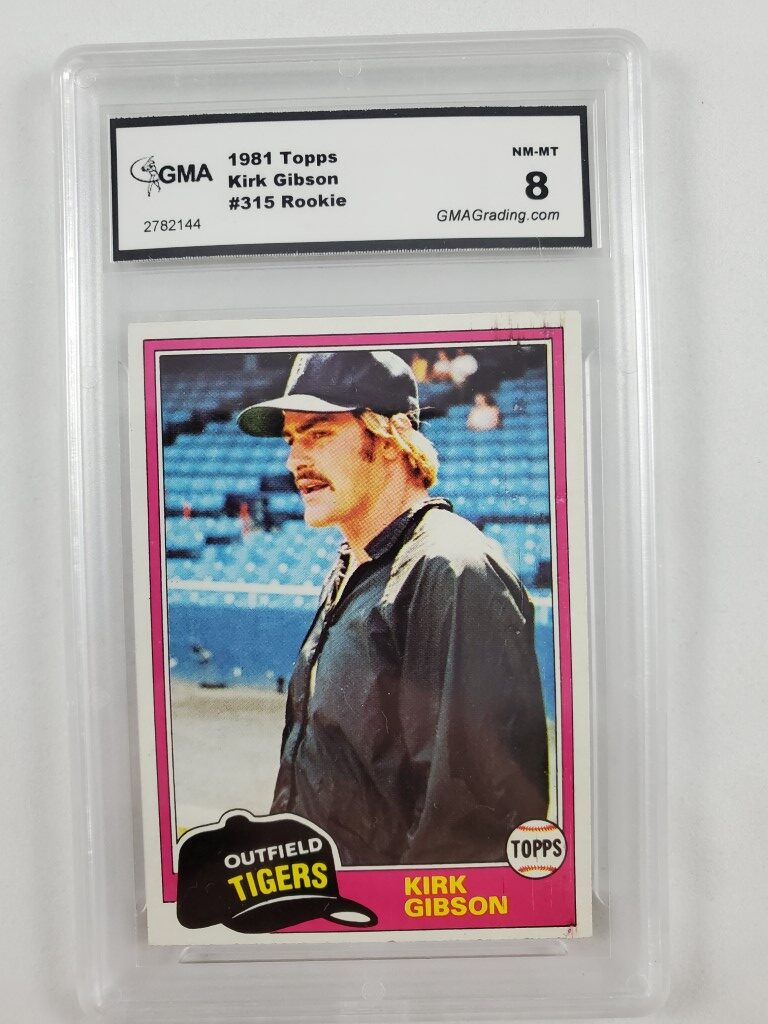 GMA
1981 Topps
Kirk Gibson
#315 Rookie
2782144
NM-MT
8
GMAGrading.com
OUTFIELD
TIGERS
KIRK
GIBSON
TOPPS